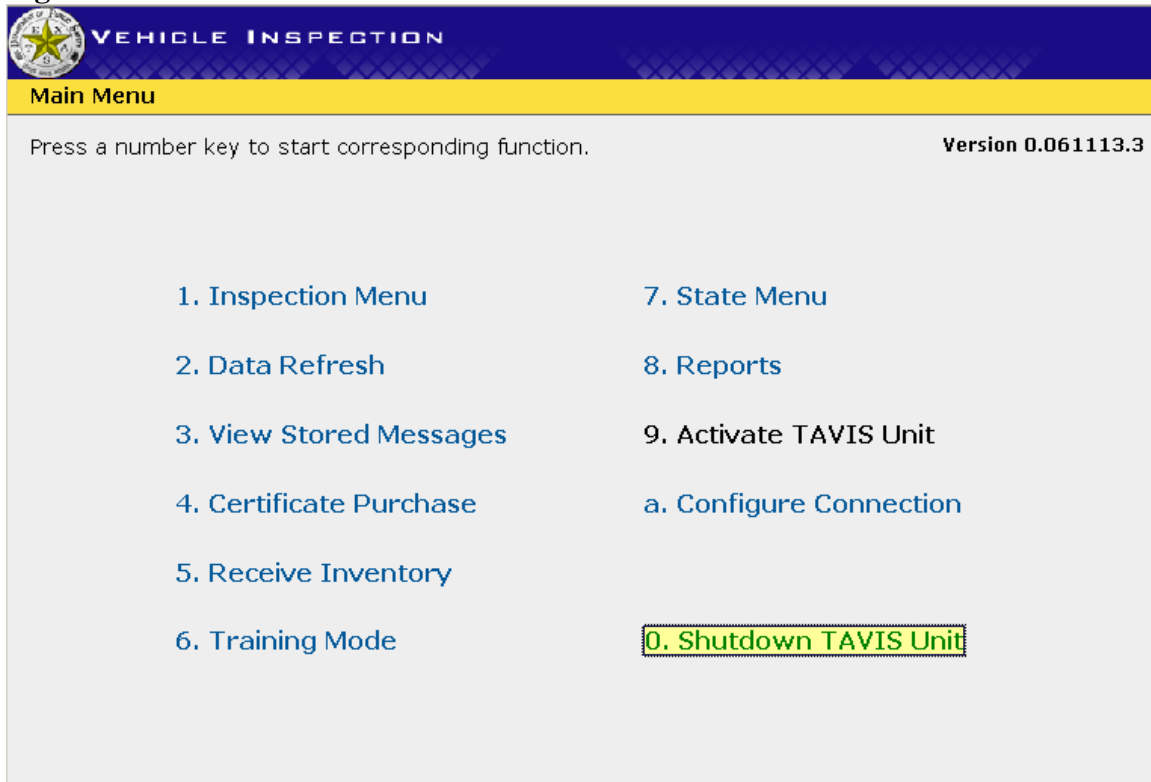 VEHICLE INSPECTION
Main Menu
Press a number key to start corresponding function.
Version 0.061113.3
1. Inspection Menu
2. Data Refresh
3. View Stored Messages
4. Certificate Purchase
5. Receive Inventory
6. Training Mode
7. State Menu
8. Reports
9. Activate TAVIS Unit
a. Configure Connection
0. Shutdown TAVIS Unit